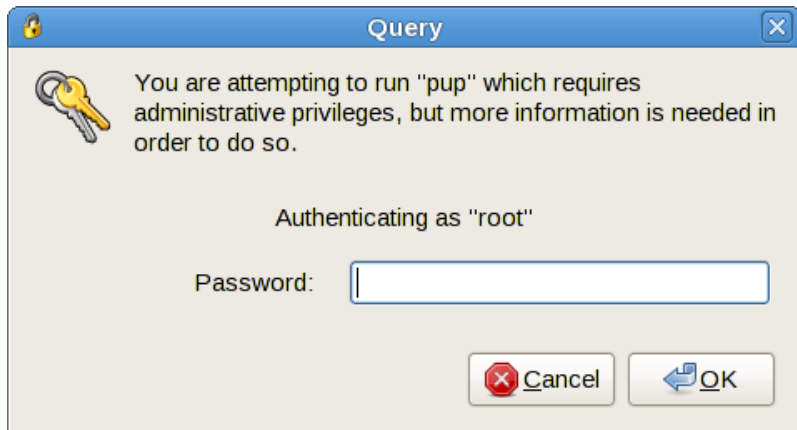 Query
You are attempting to run "pup" which requires
administrative privileges, but more information is needed in
order to do so.
Authenticating as "root"
Password:
Cancel
OK